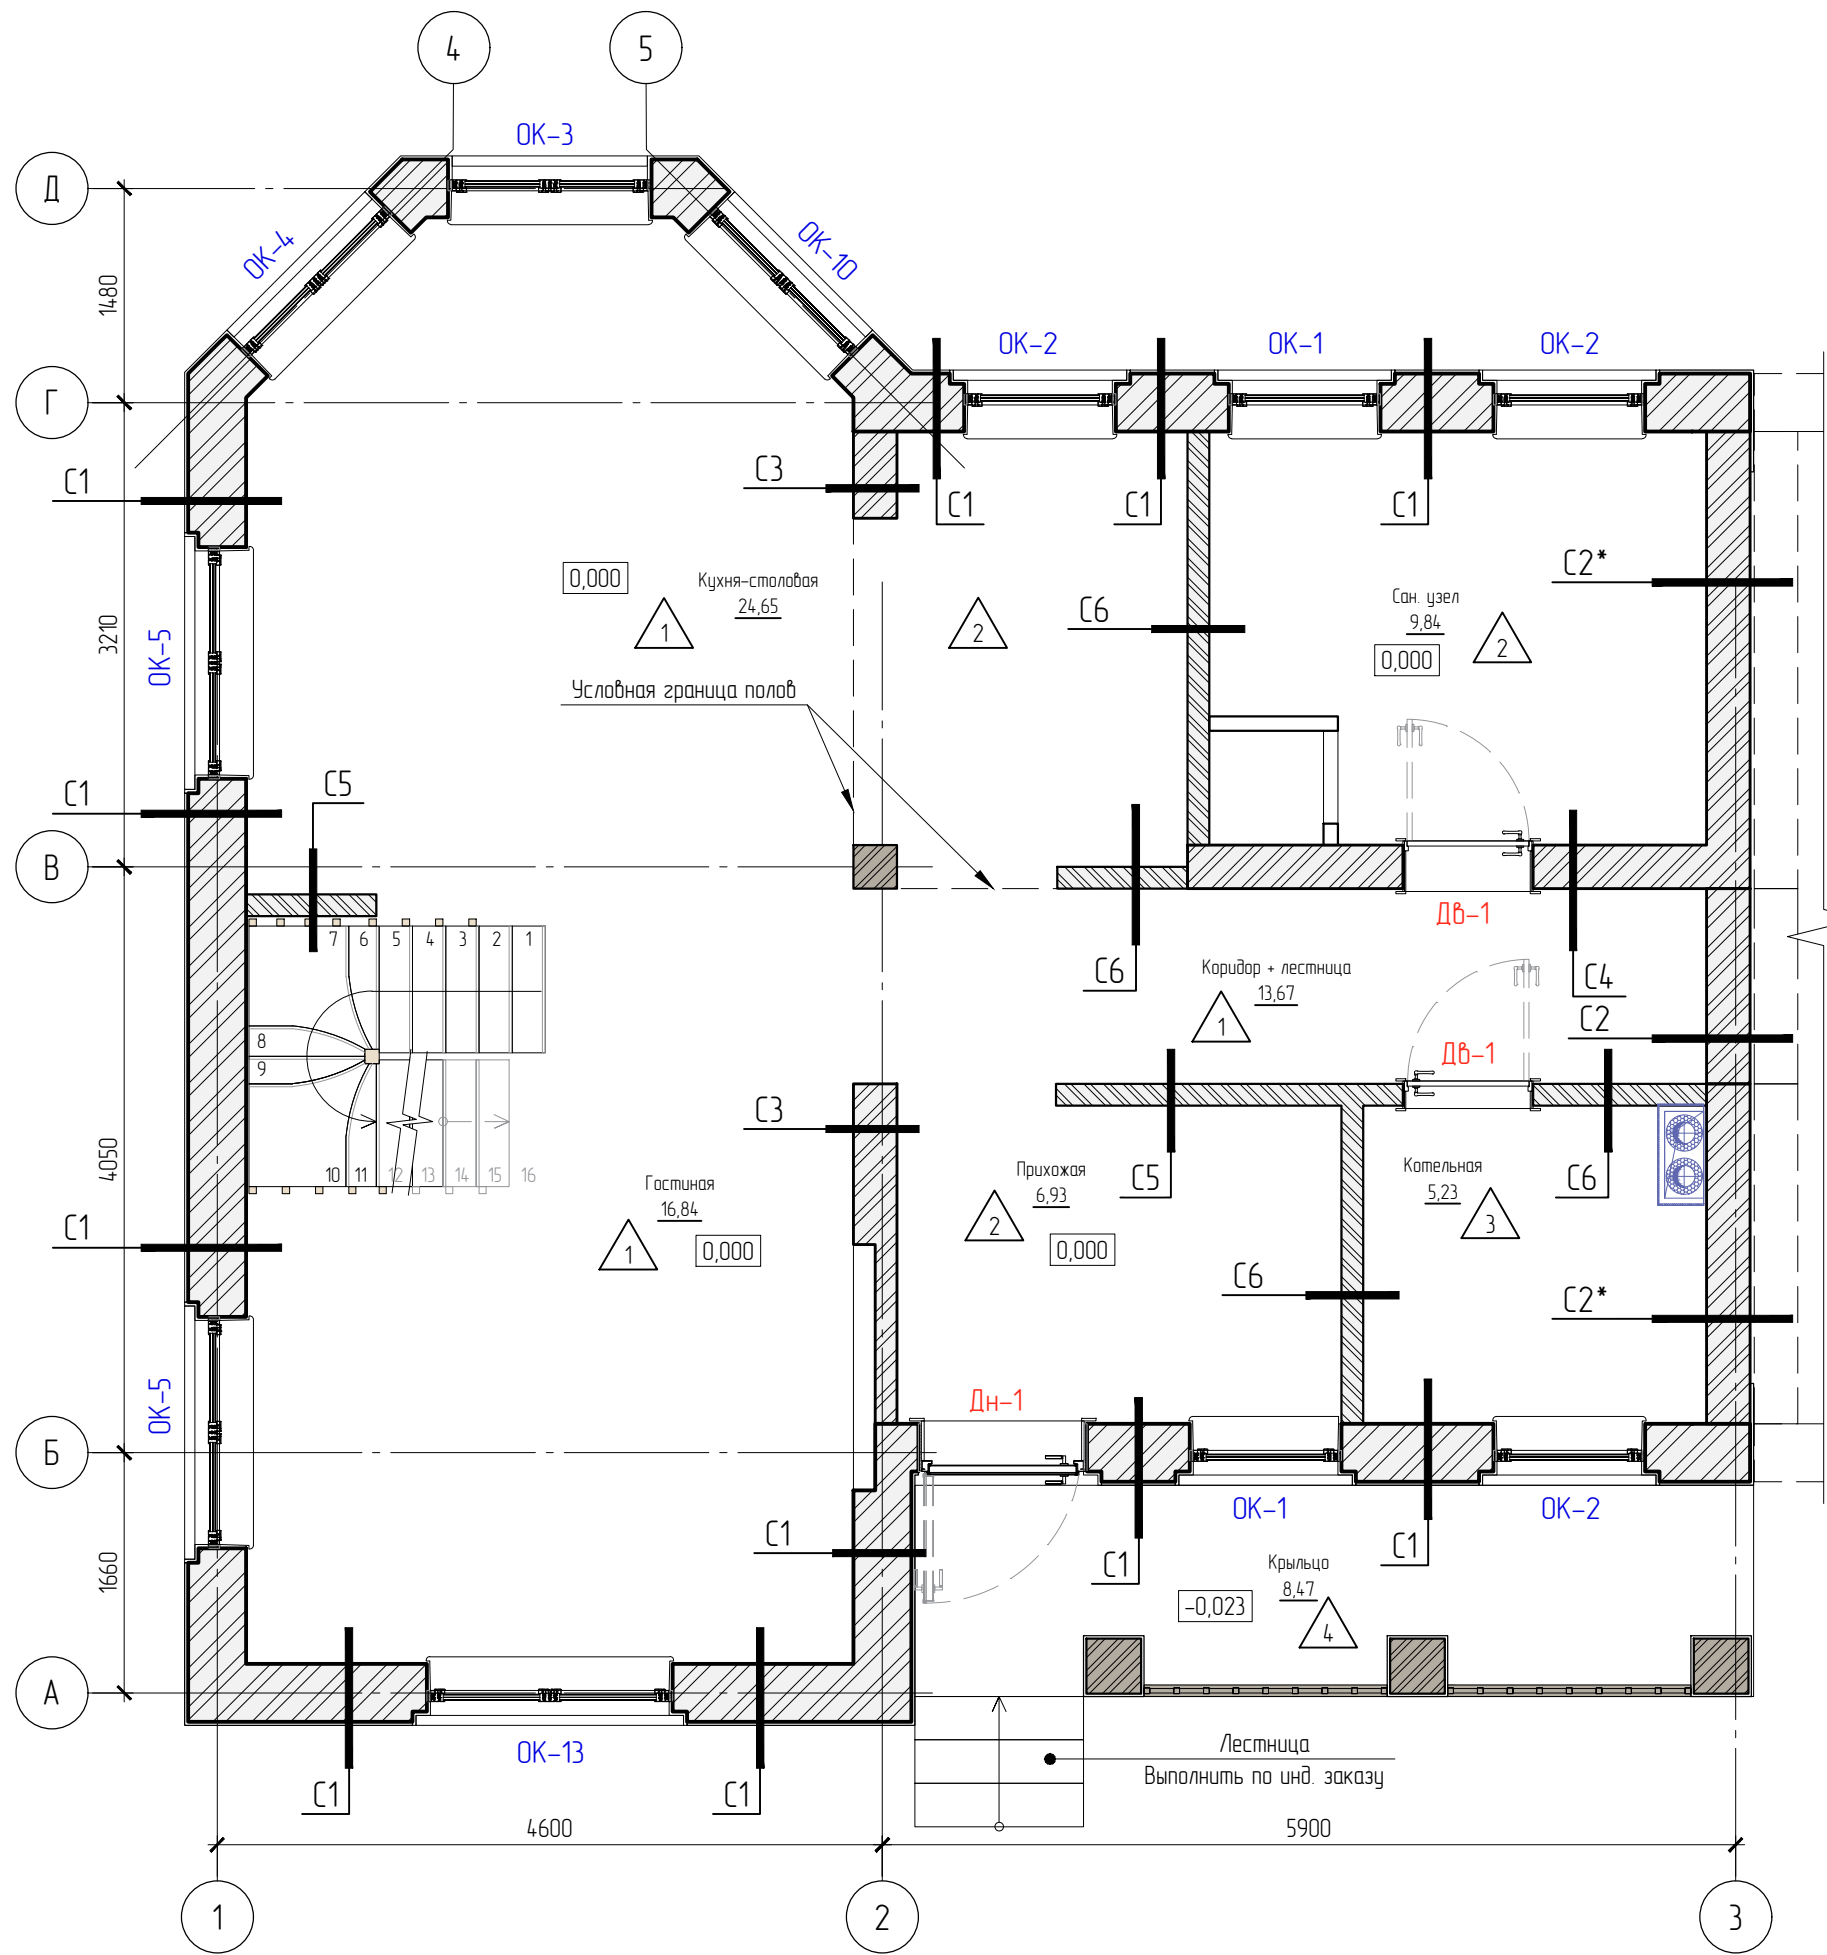 4
5
ОК-3
Д
ОК-4
ОК-10
1480
ОК-2
ОК-1
ОК-2
Г
С1
С3
С1
С1
С1
С2*
0,000
Кухня-столовая
24,65
1
2
С6
Сан. узел
9,84
2
0,000
3210
ОК-5
Условная граница полов
С1
С5
В
Дв-1
7
6
5
4
3
2
1
С6
Коридор + лестница
13,67
1
С4
С2
8
9
Дв-1
С3
4050
10
11
12
13
14
15
16
Гостиная
16,84
1
0,000
Прихожая
6,93
2
0,000
С5
Котельная
5,23
3
С6
С1
С6
С2*
ОК-5
Дн-1
Б
ОК-1
ОК-2
С1
С1
С1
1660
Крыльцо
8,47
-0,023
4
А
ОК-13
Лестница
Выполнить по инд. заказу
С1
С1
4600
5900
1
2
3